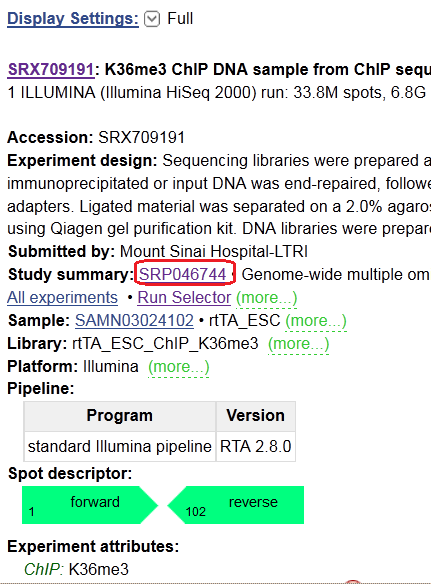 Display Settings: Full
SRX709191: K36me3 ChIP DNA sample from ChIP sequ
1 ILLUMINA (Illumina HiSeq 2000) run: 33.8M spots, 6.8G
Accession: SRX709191
Experiment design: Sequencing libraries were prepared a
immunoprecipitated or input DNA was end-repaired, followe
adapters. Ligated material was separated on a 2.0% agaros
using Qiagen gel purification kit. DNA libraries were prepare
Submitted by: Mount Sinai Hospital-LTRI
Study summary: SRP046744 • Genome-wide multiple om
All experiments • Run Selector (more...)
Sample: SAMN03024102 • rtTA_ESC (more...)
Library: rtTA_ESC_ChIP_K36me3 (more...)
Platform: Illumina (more...)
Pipeline:
Program Version
standard Illumina pipeline RTA 2.8.0
Spot descriptor:
1 forward 102 reverse
Experiment attributes:
ChIP: K36me3